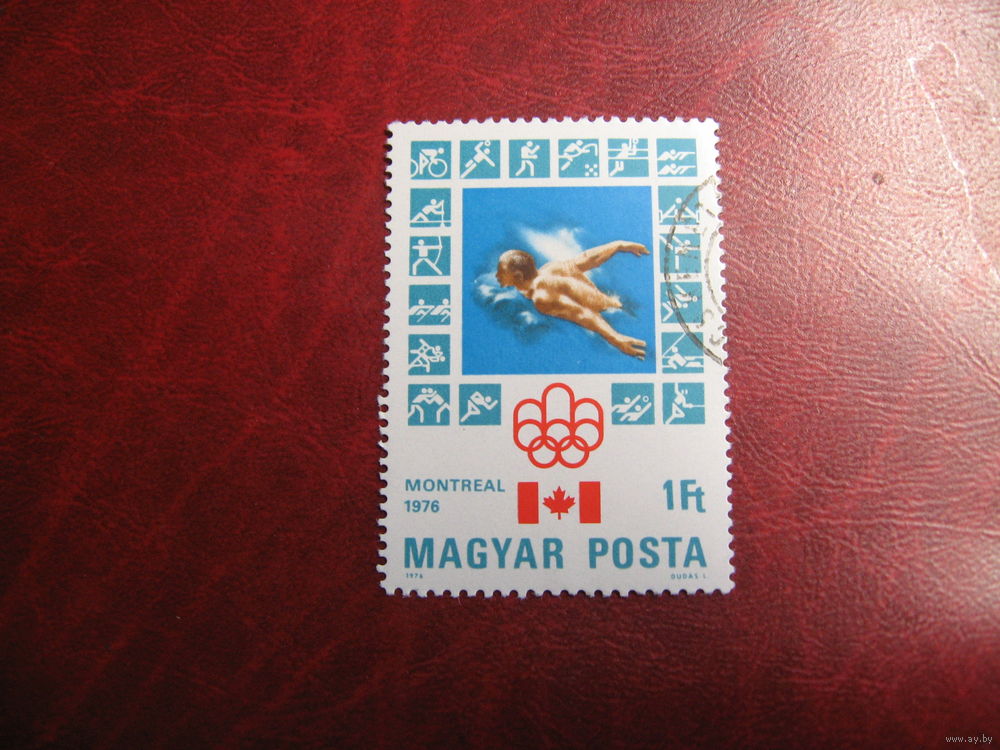 MONTREAL
1976
1Ft
MAGYAR POSTA
1976 DUDÁS L.
www.ay.by